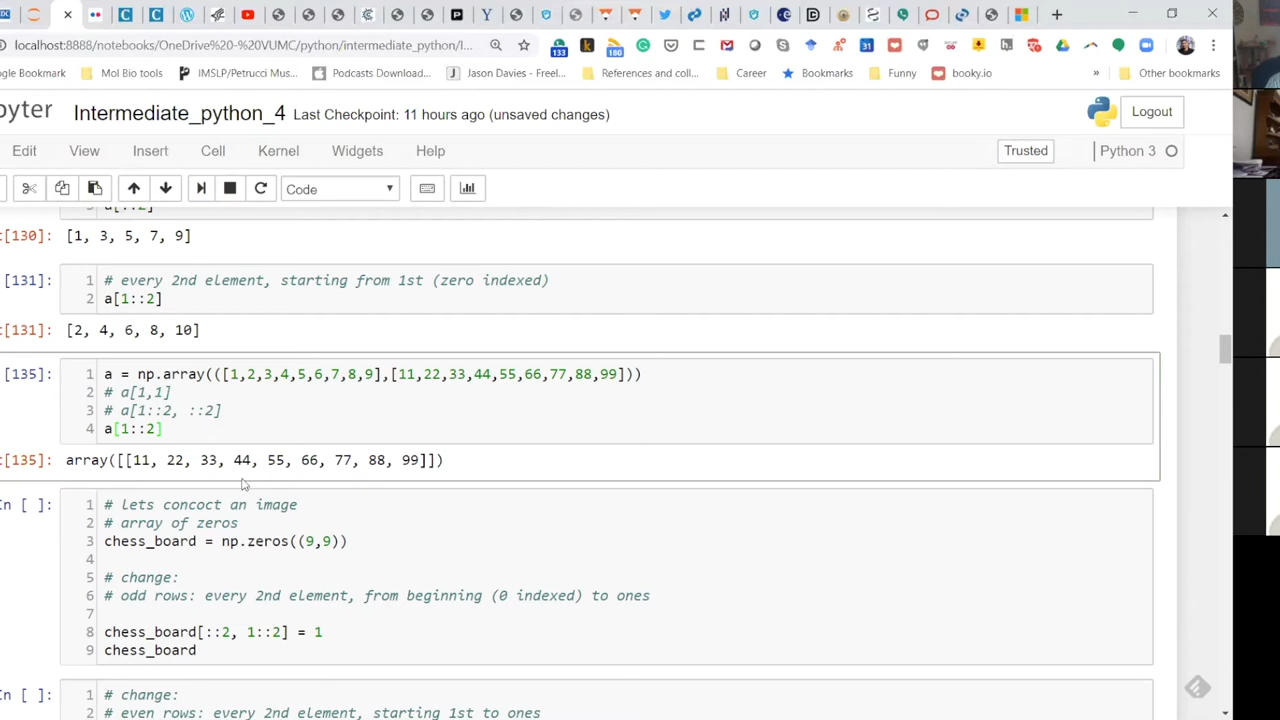 localhost:8888/notebooks/OneDrive%20-%20VUMC/python/intermediate_python/I...
133
180
31
ogle Bookmark
Mol Bio tools
IMSLP/Petrucci Mus...
Podcasts Download...
Jason Davies - Freel...
References and coll...
Career
Bookmarks
Funny
booky.io
»
Other bookmarks
pyter
Intermediate_python_4
Last Checkpoint: 11 hours ago (unsaved changes)
Logout
Edit
View
Insert
Cell
Kernel
Widgets
Help
Trusted
Python 3
Code
a[::2]
t[130]: [1, 3, 5, 7, 9]
[131]: 1 # every 2nd element, starting from 1st (zero indexed)
2 a[1::2]
t[131]: [2, 4, 6, 8, 10]
[135]: 1 a = np.array(([1,2,3,4,5,6,7,8,9],[11,22,33,44,55,66,77,88,99]))
2 # a[1,1]
3 # a[1::2, ::2]
4 a[1::2]
t[135]: array([[11, 22, 33, 44, 55, 66, 77, 88, 99]])
In [ ]: 1 # Lets concoct an image
2 # array of zeros
3 chess_board = np.zeros((9,9))
4
5 # change:
6 # odd rows: every 2nd element, from beginning (0 indexed) to ones
7
8 chess_board[::2, 1::2] = 1
9 chess_board
In [ ]: 1 # change:
2 # even rows: every 2nd element, starting 1st to ones